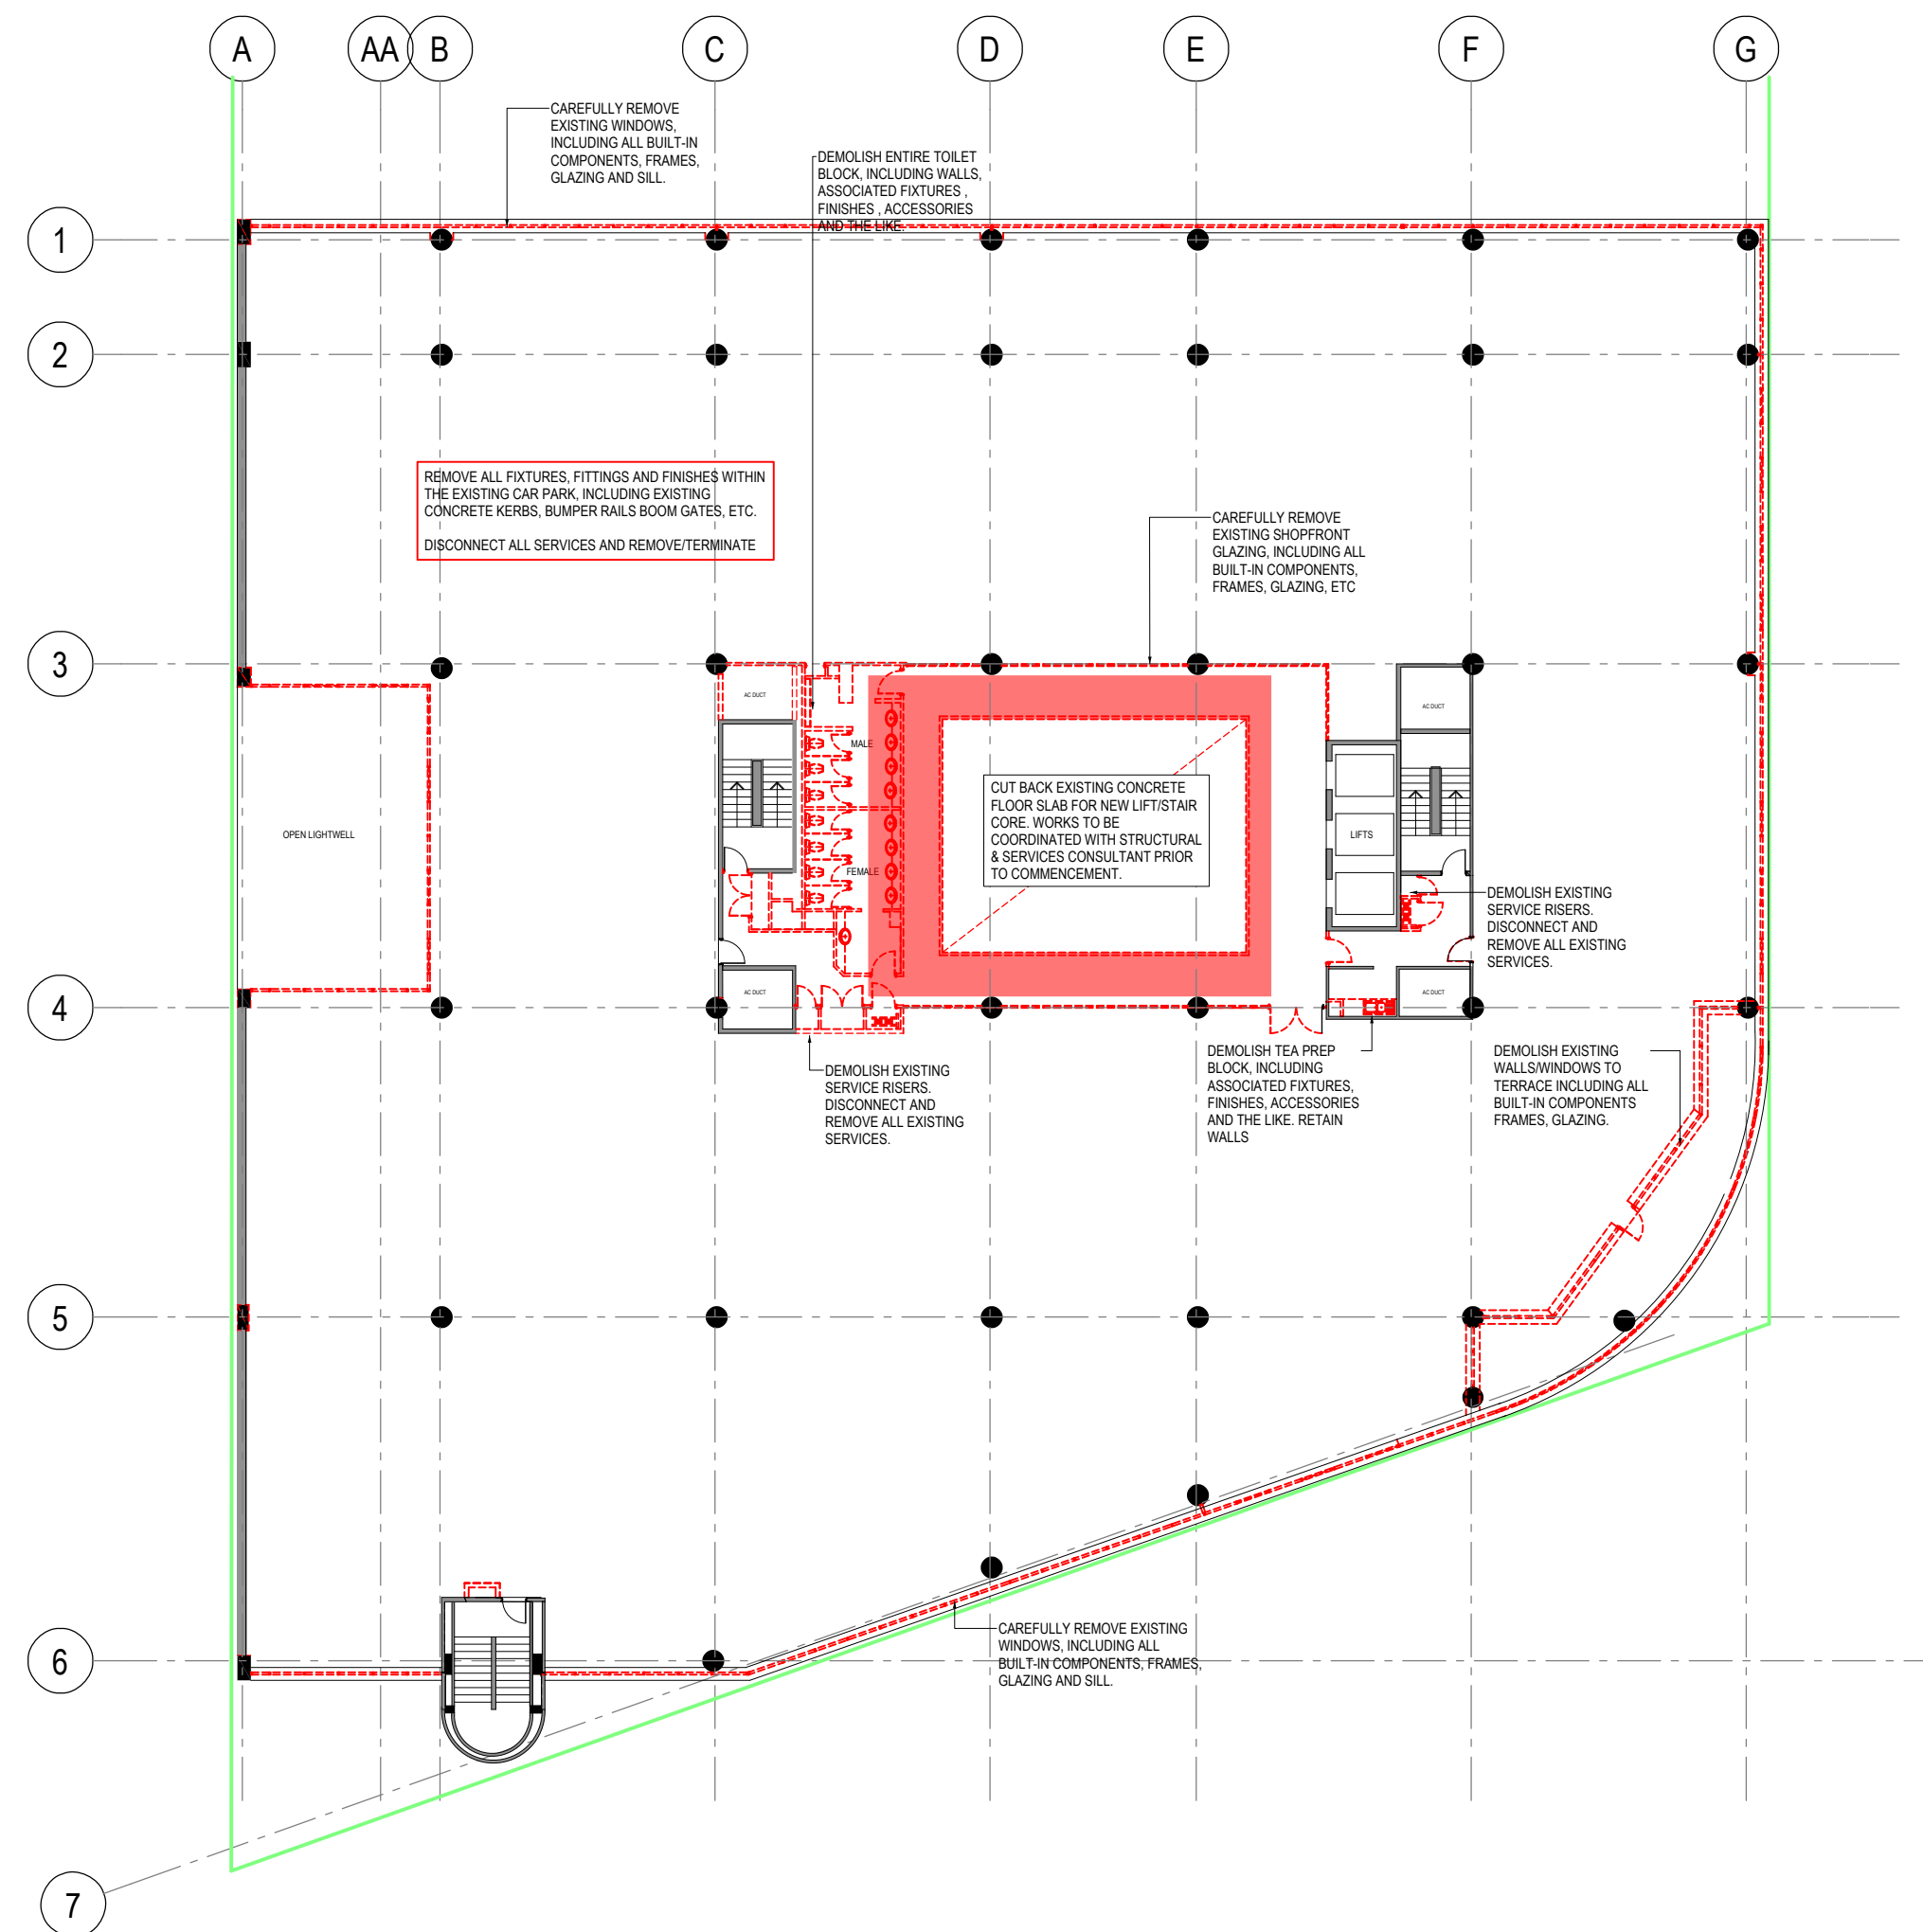 A
AA
B
C
D
E
F
G
CAREFULLY REMOVE
EXISTING WINDOWS,
INCLUDING ALL BUILT-IN
COMPONENTS, FRAMES,
GLAZING AND SILL.
DEMOLISH ENTIRE TOILET
BLOCK, INCLUDING WALLS,
ASSOCIATED FIXTURES ,
FINISHES , ACCESSORIES
AND THE LIKE.
1
2
REMOVE ALL FIXTURES, FITTINGS AND FINISHES WITHIN
THE EXISTING CAR PARK, INCLUDING EXISTING
CONCRETE KERBS, BUMPER RAILS BOOM GATES, ETC.
DISCONNECT ALL SERVICES AND REMOVE/TERMINATE
CAREFULLY REMOVE
EXISTING SHOPFRONT
GLAZING, INCLUDING ALL
BUILT-IN COMPONENTS,
FRAMES, GLAZING, ETC
3
AC DUCT
AC DUCT
MALE
CUT BACK EXISTING CONCRETE
FLOOR SLAB FOR NEW LIFT/STAIR
CORE. WORKS TO BE
COORDINATED WITH STRUCTURAL
& SERVICES CONSULTANT PRIOR
TO COMMENCEMENT.
OPEN LIGHTWELL
LIFTS
FEMALE
DEMOLISH EXISTING
SERVICE RISERS.
DISCONNECT AND
REMOVE ALL EXISTING
SERVICES.
AC DUCT
AC DUCT
4
DEMOLISH EXISTING
SERVICE RISERS.
DISCONNECT AND
REMOVE ALL EXISTING
SERVICES.
DEMOLISH TEA PREP
BLOCK, INCLUDING
ASSOCIATED FIXTURES,
FINISHES, ACCESSORIES
AND THE LIKE. RETAIN
WALLS
DEMOLISH EXISTING
WALLS/WINDOWS TO
TERRACE INCLUDING ALL
BUILT-IN COMPONENTS
FRAMES, GLAZING.
5
CAREFULLY REMOVE EXISTING
WINDOWS, INCLUDING ALL
BUILT-IN COMPONENTS, FRAMES,
GLAZING AND SILL.
6
7